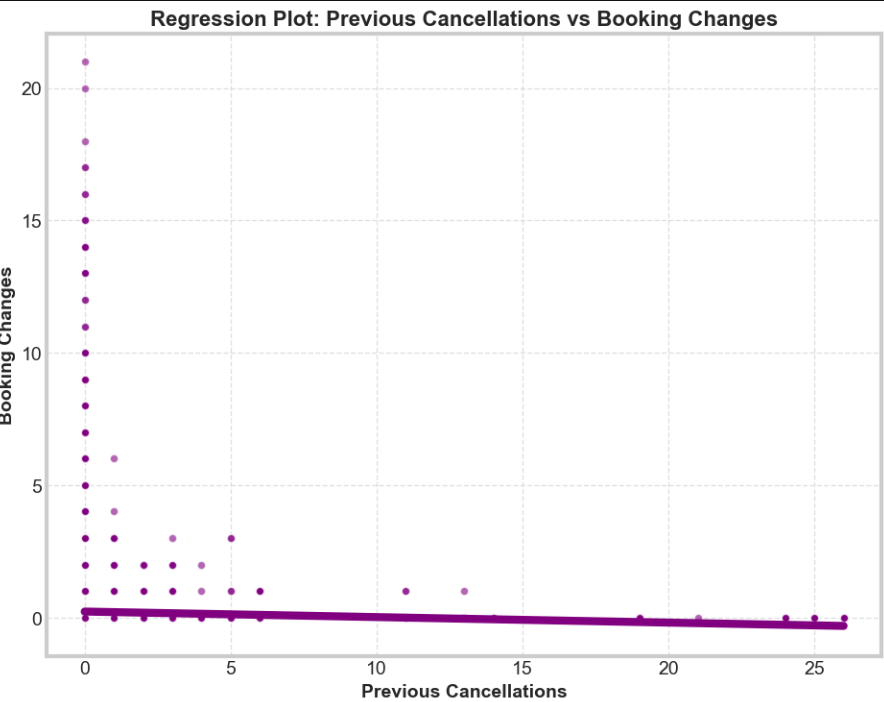 Regression Plot: Previous Cancellations vs Booking Changes
20
15
10
5
0
Booking Changes
0 5 10 15 20 25
Previous Cancellations